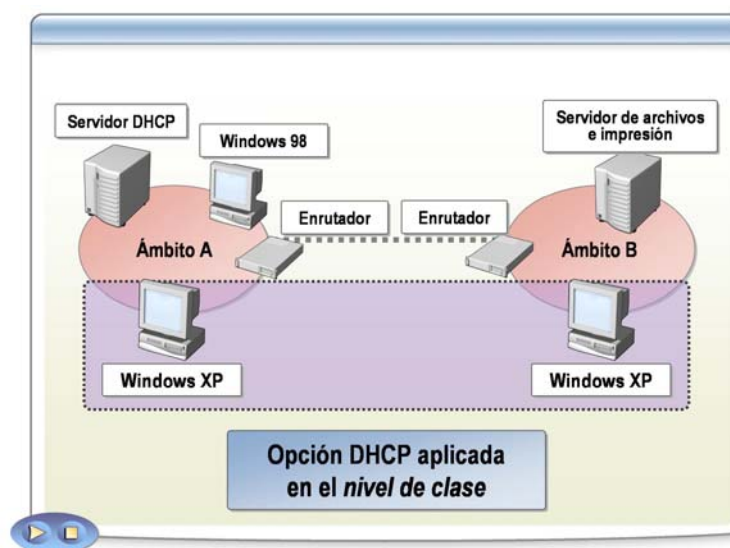 Servidor DHCP
Windows 98
Servidor de archivos
e impresión
Enrutador
Enrutador
Ámbito A
Ámbito B
Windows XP
Windows XP
Opción DHCP aplicada
en el nivel de clase